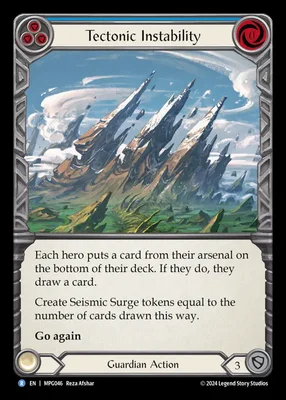 Tectonic Instability
Each hero puts a card from their arsenal on
the bottom of their deck. If they do, they
draw a card.
Create Seismic Surge tokens equal to the
number of cards drawn this way.
Go again
Guardian Action
3
R EN | MPG046 Reza Afshar
© 2024 Legend Story Studios